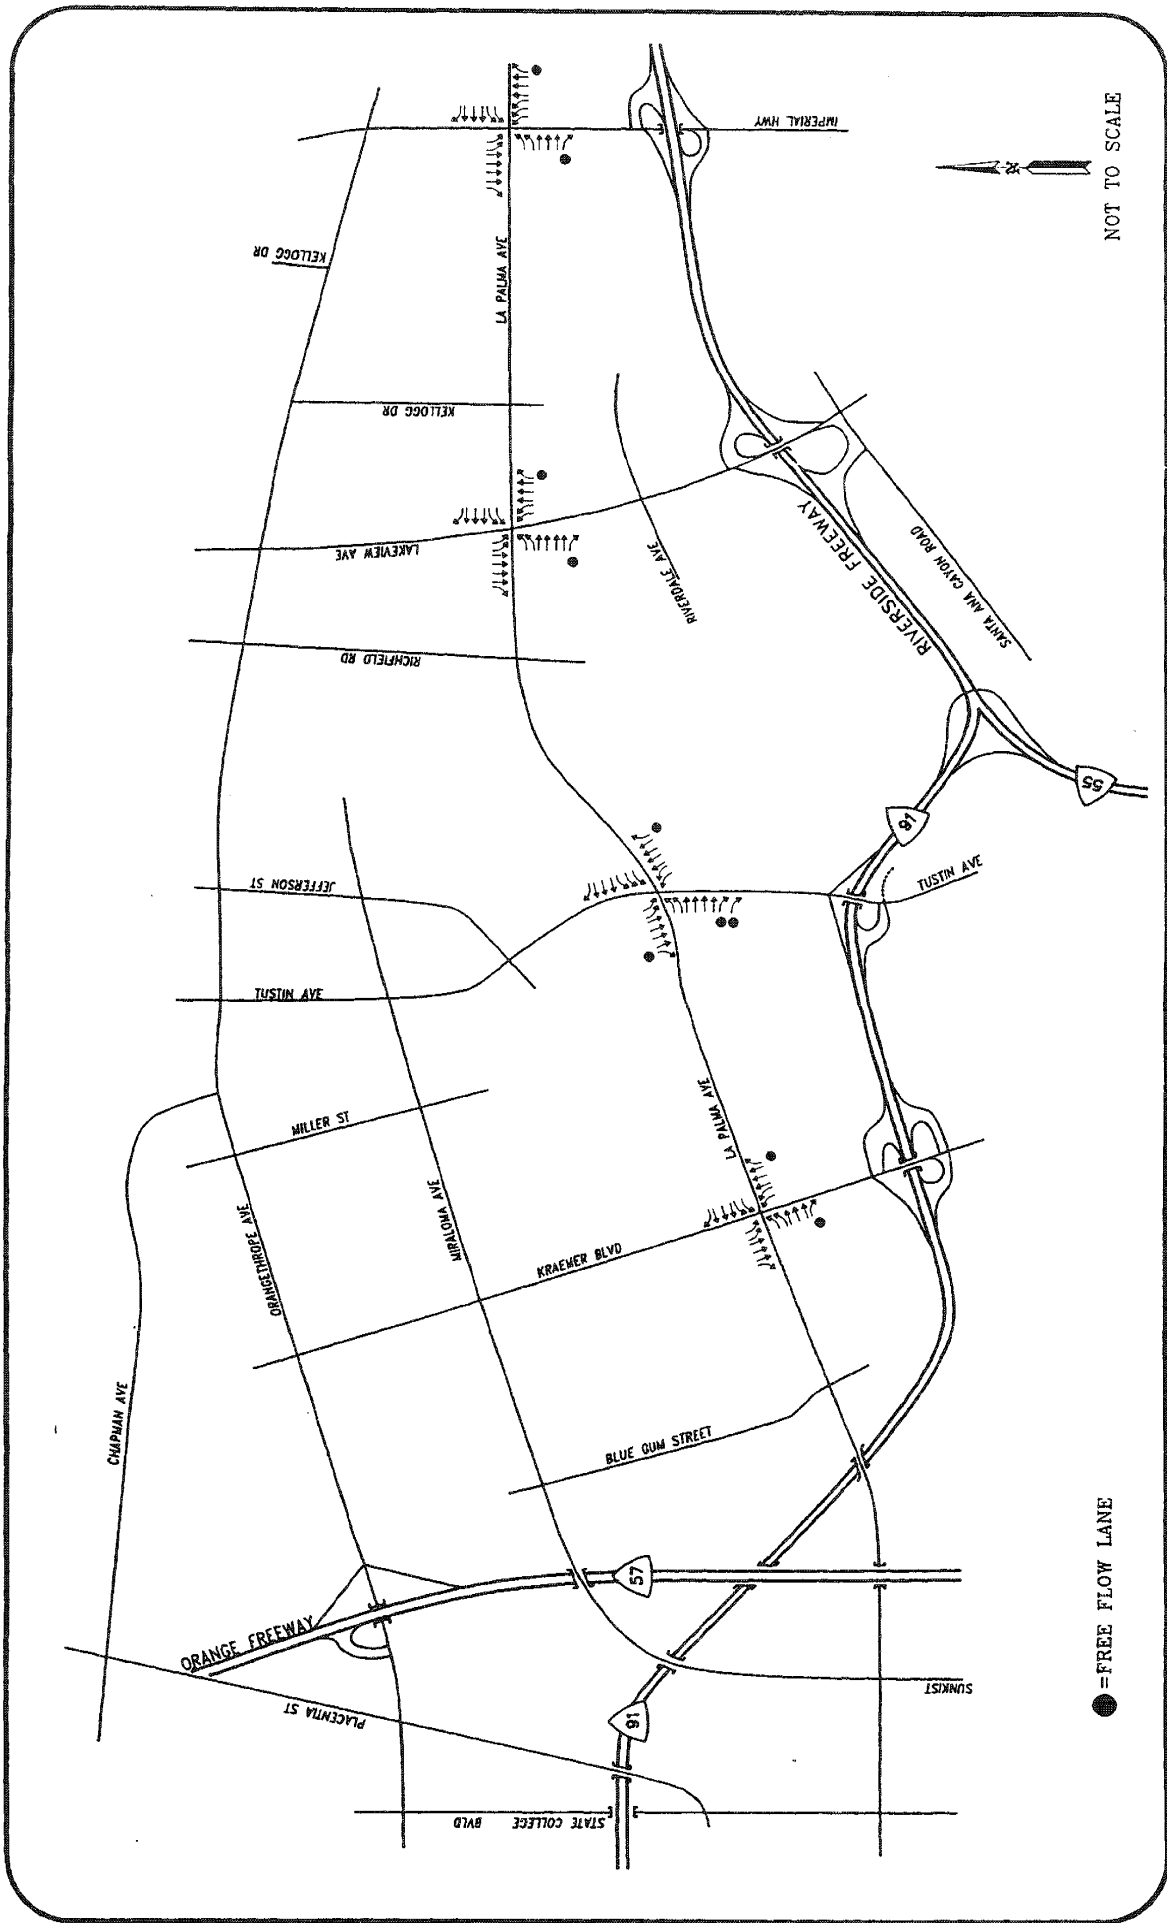 IMPERIAL HWY
NOT TO SCALE
N
KELLOGG DR
LA PALMA AVE
KELLOGG DR
LAKEVIEW AVE
RIVERDALE AVE
RIVERSIDE FREEWAY
SANTA ANA CAYON ROAD
RICHFIELD RD
55
91
JEFFERSON ST
TUSTIN AVE
TUSTIN AVE
MILLER ST
LA PALMA AVE
ORANGETHROPE AVE
MIRALOMA AVE
KRAEMER BLVD
CHAPMAN AVE
BLUE GUM STREET
57
ORANGE FREEWAY
PLACENTIA ST
SUNKIST
91
STATE COLLEGE BVLD
=FREE FLOW LANE